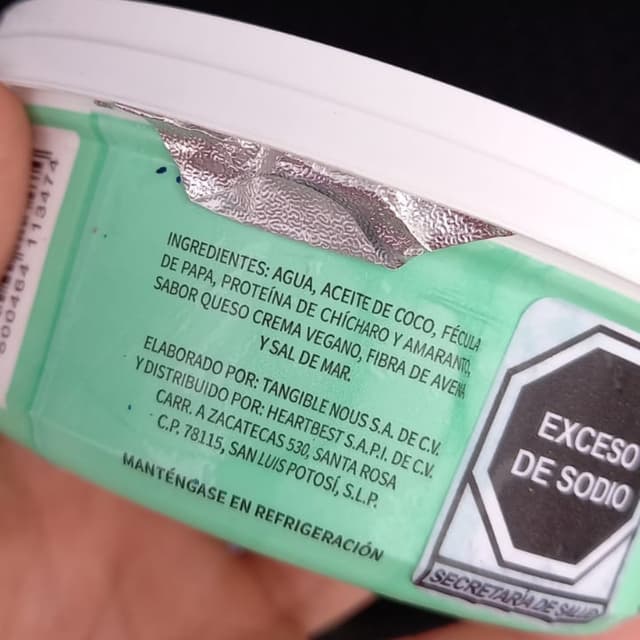 INGREDIENTES: AGUA, ACEITE DE COCO, FÉCULA
DE PAPA, PROTEÍNA DE CHÍCHARO Y AMARANTO,
SABOR QUESO CREMA VEGANO, FIBRA DE AVENA
Y SAL DE MAR.
ELABORADO POR: TANGIBLE NOUS S.A. DE C.V.
Y DISTRIBUIDO POR: HEARTBEST S.A.P.I. DE C.V.
CARR. A ZACATECAS 530, SANTA ROSA
C.P. 78115, SAN LUIS POTOSÍ, S.L.P.
MANTÉNGASE EN REFRIGERACIÓN
EXCESO
DE SODIO
SECRETARÍA DE SALUD